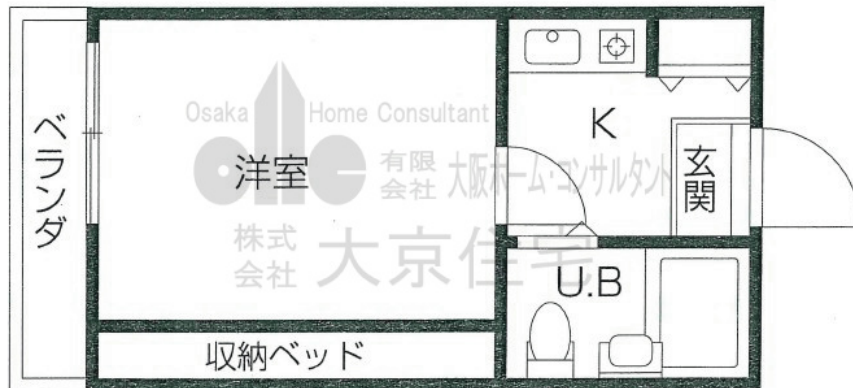 ベランダ
洋室
K
玄関
U.B
収納ベッド
Osaka Home Consultant
有限会社 大阪ホーム・コンサルタント
株式会社 大京住宅